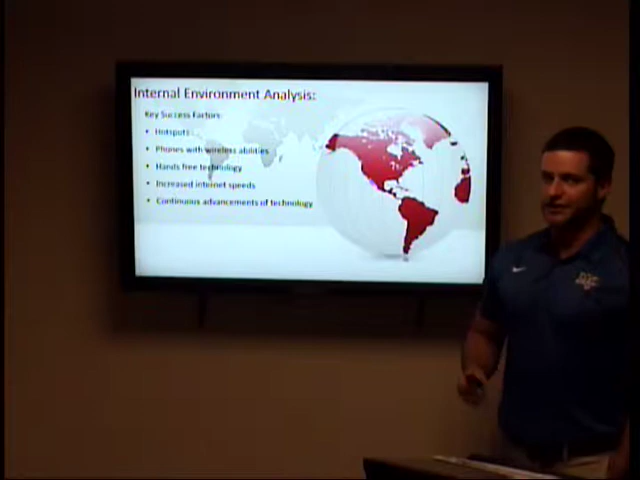 Internal Environment Analysis:
Key Success Factors
• Hotspots
• Phones with wireless abilities
• Hands free technology
• Increased internet speeds
• Continuous advancements of technology